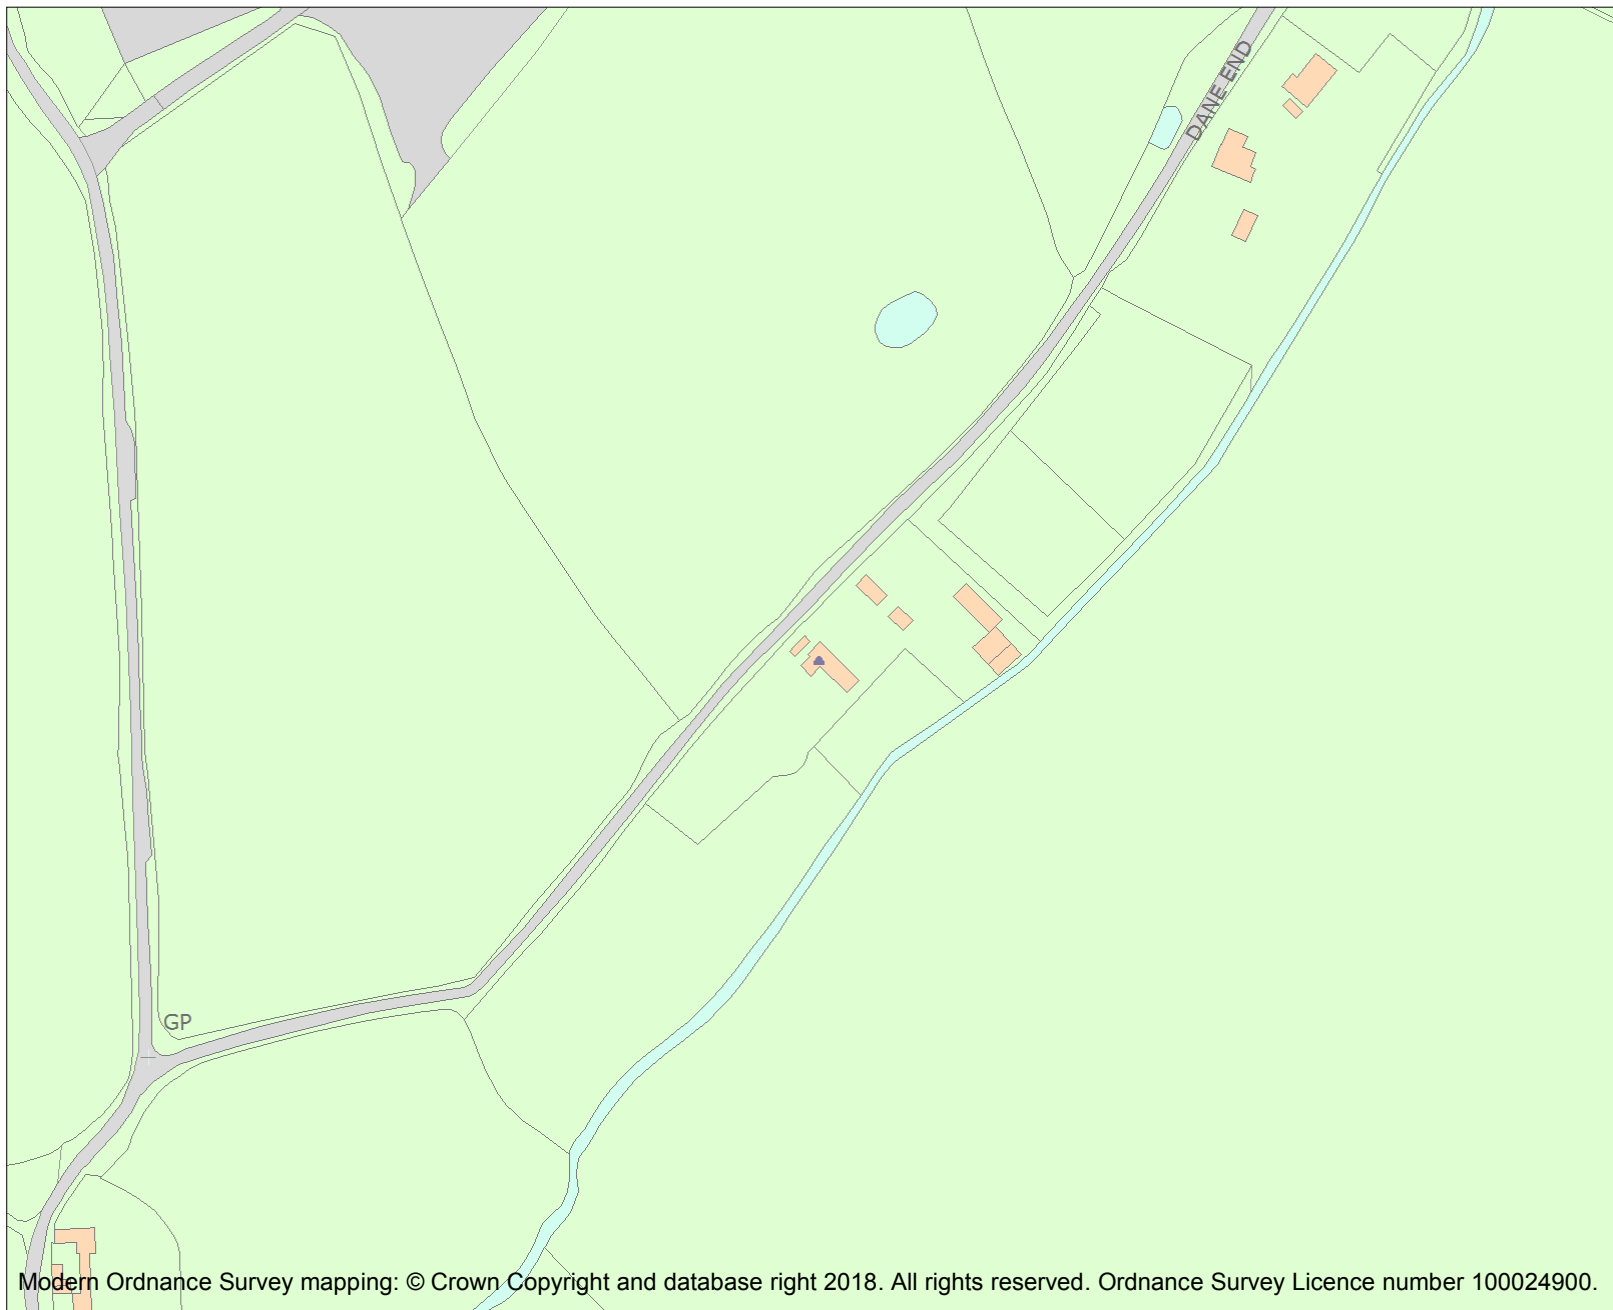 DANE END
GP
Modern Ordnance Survey mapping: © Crown Copyright and database right 2018. All rights reserved. Ordnance Survey Licence number 100024900.